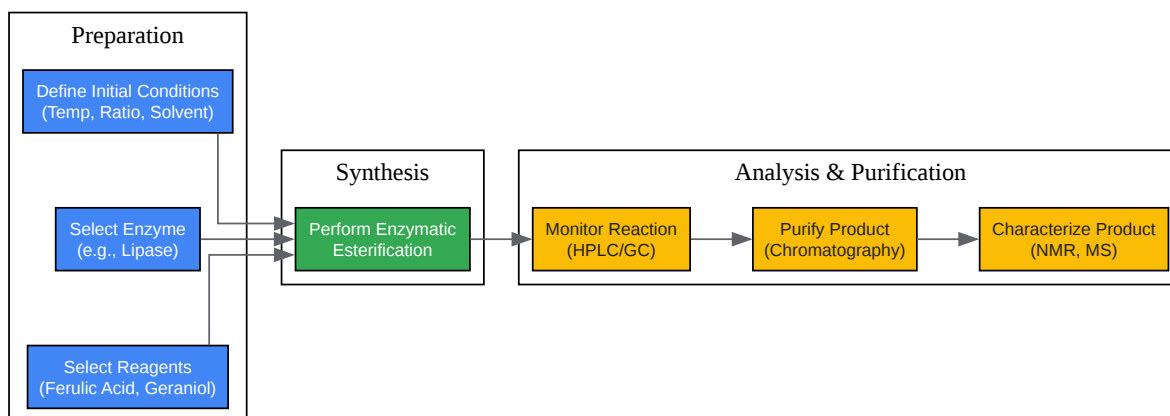 Preparation
Define Initial Conditions
(Temp, Ratio, Solvent)
Select Enzyme
(e.g., Lipase)
Select Reagents
(Ferulic Acid, Geraniol)
Synthesis
Perform Enzymatic
Esterification
Analysis & Purification
Monitor Reaction
(HPLC/GC)
Purify Product
(Chromatography)
Characterize Product
(NMR, MS)